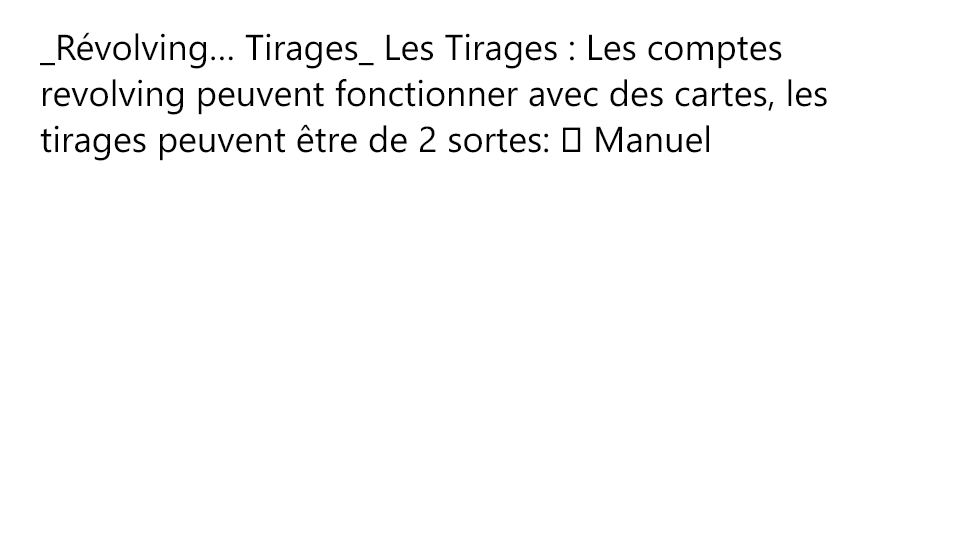 _Révolving... Tirages_ Les Tirages : Les comptes
revolving peuvent fonctionner avec des cartes, les
tirages peuvent être de 2 sortes:  Manuel